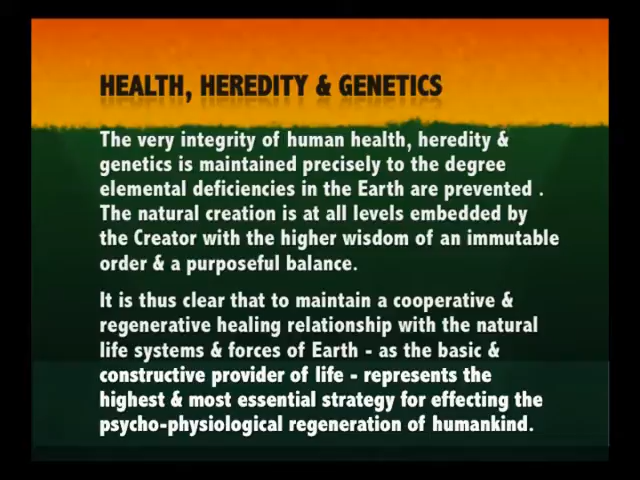 HEALTH, HEREDITY & GENETICS
The very integrity of human health, heredity &
genetics is maintained precisely to the degree
elemental deficiencies in the Earth are prevented .
The natural creation is at all levels embedded by
the Creator with the higher wisdom of an immutable
order & a purposeful balance.
It is thus clear that to maintain a cooperative &
regenerative healing relationship with the natural
life systems & forces of Earth - as the basic &
constructive provider of life - represents the
highest & most essential strategy for effecting the
psycho-physiological regeneration of humankind.